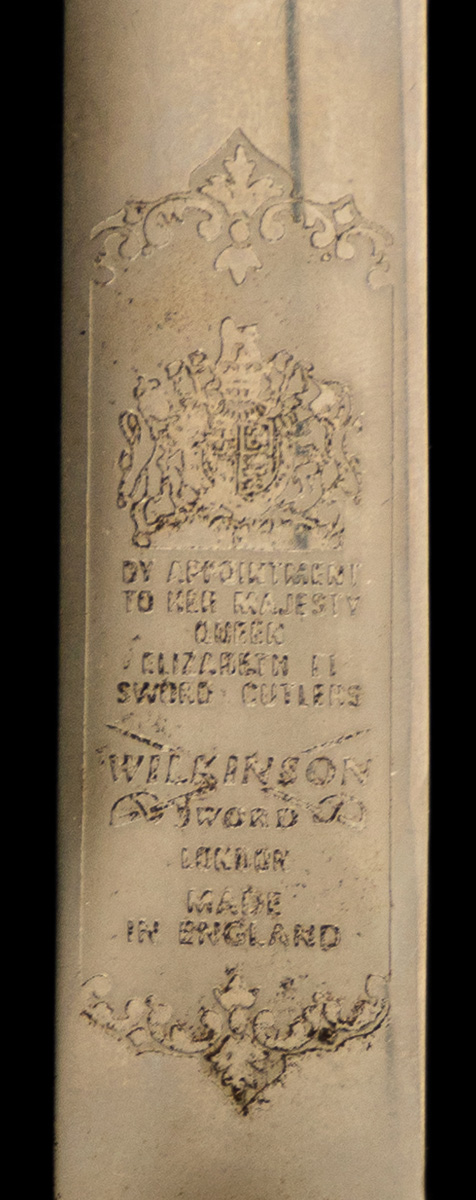 BY APPOINTMENT
TO HER MAJESTY
QUEEN
ELIZABETH II
SWORD CUTLERS
WILKINSON
SWORD
LONDON
MADE
IN ENGLAND